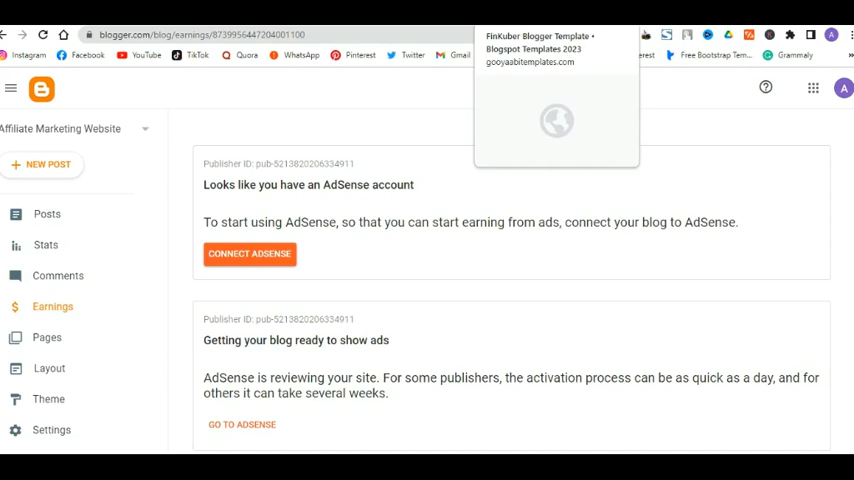 blogger.com/blog/earnings/8739956447204001100
FinKuber Blogger Template •
Blogspot Templates 2023
gooyaabitemplates.com
A
Instagram
Facebook
YouTube
TikTok
Quora
WhatsApp
Pinterest
Twitter
Gmail
erest
Free Bootstrap Tem...
Grammaly
»
A
Affiliate Marketing Website
+ NEW POST
Posts
Stats
Comments
Earnings
Pages
Layout
Theme
Settings
Publisher ID: pub-5213820206334911
Looks like you have an AdSense account
To start using AdSense, so that you can start earning from ads, connect your blog to AdSense.
CONNECT ADSENSE
Publisher ID: pub-5213820206334911
Getting your blog ready to show ads
AdSense is reviewing your site. For some publishers, the activation process can be as quick as a day, and for
others it can take several weeks.
GO TO ADSENSE